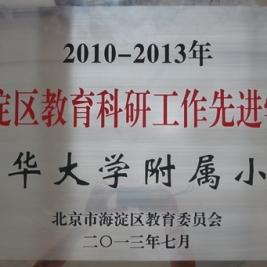 2010-2013年
淀区教育科研工作先进
华大学附属小
北京市海淀区教育委员会
二〇一三年七月